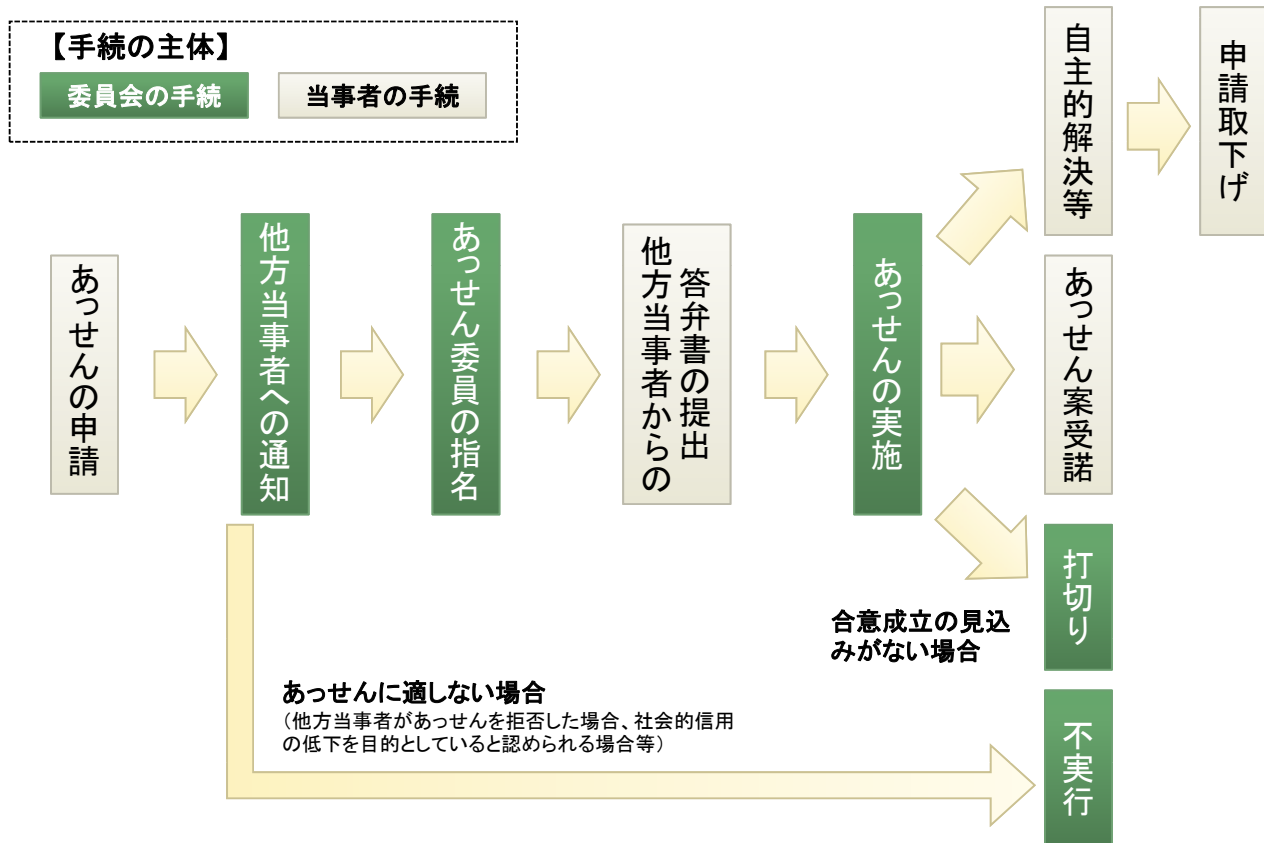 【手続の主体】
委員会の手続
当事者の手続
あっせんの申請
他方当事者への通知
あっせん委員の指名
他方当事者からの
答弁書の提出
あっせんの実施
自主的解決等
申請取下げ
あっせん案受諾
合意成立の見込
みがない場合
打切り
あっせんに適しない場合
（他方当事者があっせんを拒否した場合、社会的信用
の低下を目的としていると認められる場合等）
不実行